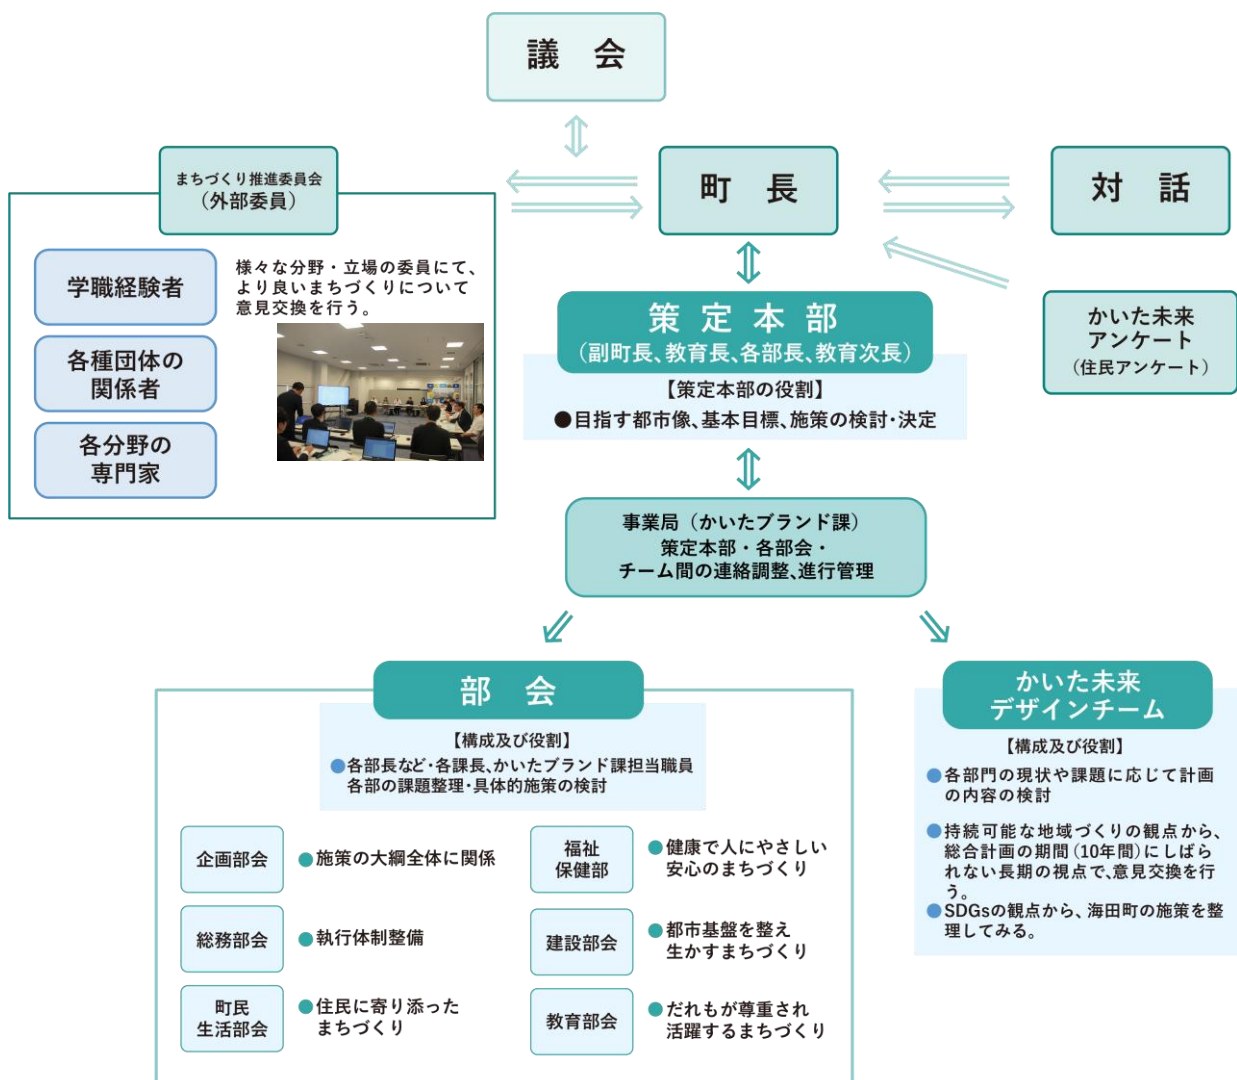 議 会
まちづくり推進委員会
（外部委員）
町 長
対 話
学職経験者
各種団体の
関係者
各分野の
専門家
様々な分野・立場の委員にて、
より良いまちづくりについて
意見交換を行う。
策 定 本 部
（副町長、教育長、各部長、教育次長）
【策定本部の役割】
●目指す都市像、基本目標、施策の検討・決定
かいた未来
アンケート
（住民アンケート）
事業局（かいたブランド課）
策定本部・各部会・
チーム間の連絡調整、進行管理
部 会
【構成及び役割】
●各部長など・各課長、かいたブランド課担当職員
各部の課題整理・具体的施策の検討
企画部会
●施策の大綱全体に関係
総務部会
●執行体制整備
町民
生活部会
●住民に寄り添った
まちづくり
福祉
保健部
●健康で人にやさしい
安心のまちづくり
建設部会
●都市基盤を整え
生かすまちづくり
教育部会
●だれもが尊重され
活躍するまちづくり
かいた未来
デザインチーム
【構成及び役割】
●各部門の現状や課題に応じて計画
の内容の検討
●持続可能な地域づくりの観点から、
総合計画の期間（10年間）にしばら
れない長期の視点で、意見交換を行
う。
●SDGsの観点から、海田町の施策を整
理してみる。